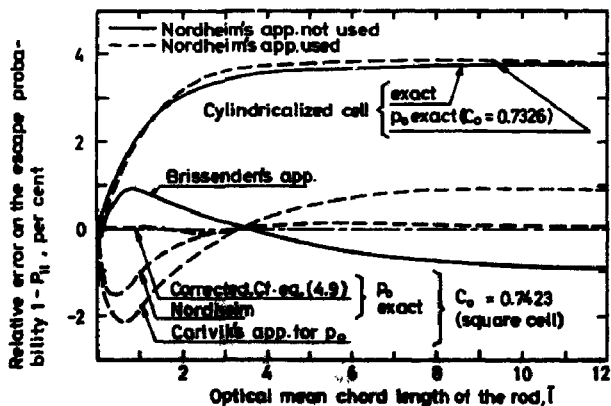 Nordheim's app. not used
Nordheim's app. used
Relative error on the escape proba-
bility 1 - P₁₁ , per cent
4
2
0
-2
Cylindricalized cell
exact
p₀ exact (C₀ = 0.7326)
Brissenden's app.
Corrected. Cf. eq. (4.9)
Nordheim
Carlvik's app. for p₀
p₀
exact
C₀ = 0.7423
(square cell)
0 2 4 6 8 10 12
Optical mean chord length of the rod, l̄